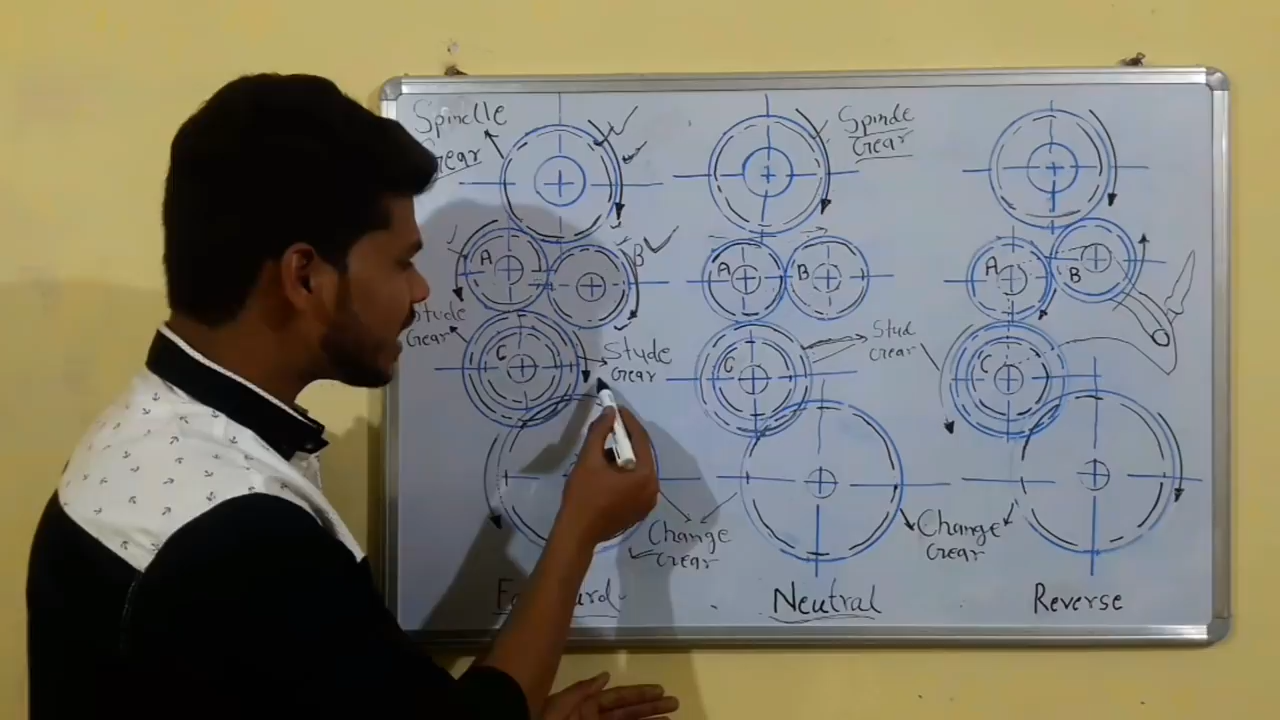 Spindle
Gear
Spinde
Gear
A
B
A
B
A
B
Stude
Gear
C
Stude
Gear
C
Stud
Gear
C
Change
Gear
Change
Gear
Neutral
Reverse